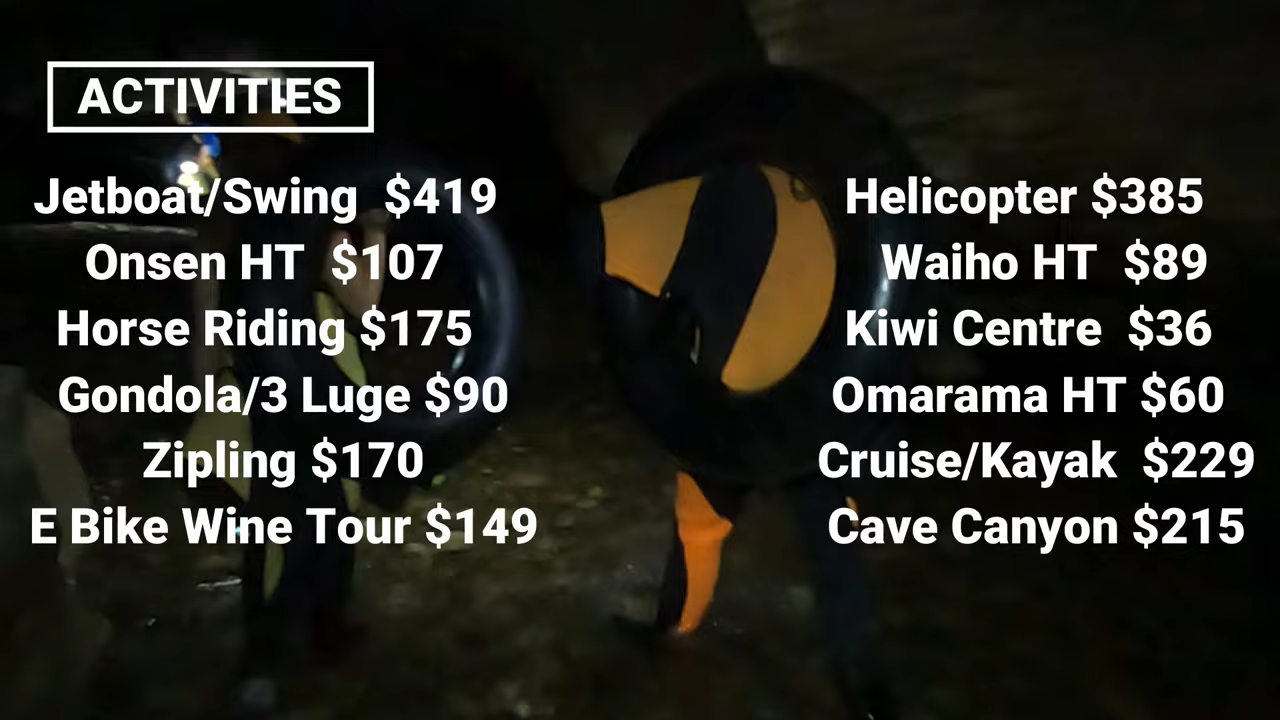 ACTIVITIES
Jetboat/Swing $419
Onsen HT $107
Horse Riding $175
Gondola/3 Luge $90
Zipling $170
E Bike Wine Tour $149
Helicopter $385
Waiho HT $89
Kiwi Centre $36
Omarama HT $60
Cruise/Kayak $229
Cave Canyon $215